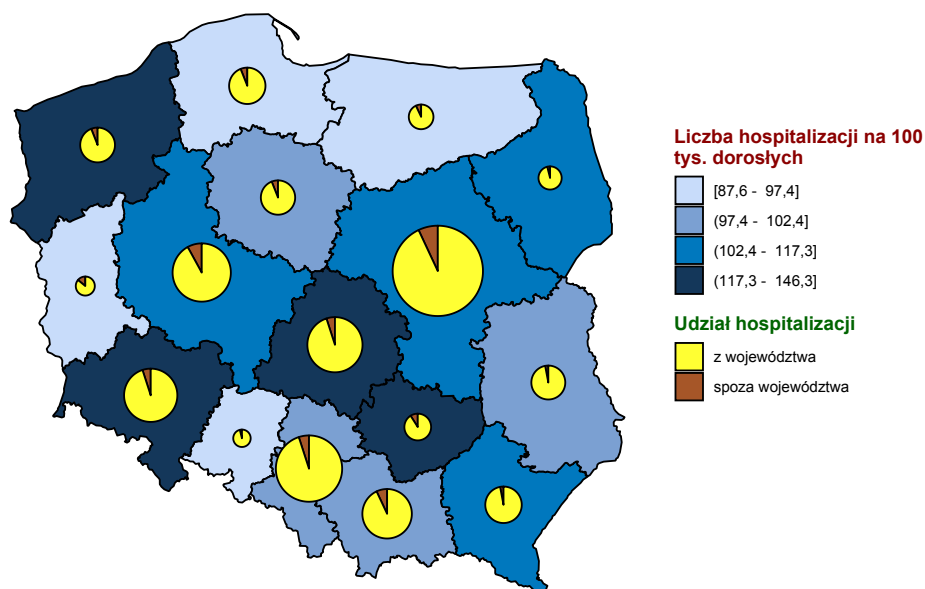 Liczba hospitalizacji na 100
tys. dorosłych
[87,6 - 97,4]
(97,4 - 102,4]
(102,4 - 117,3]
(117,3 - 146,3]
Udział hospitalizacji
z województwa
spoza województwa